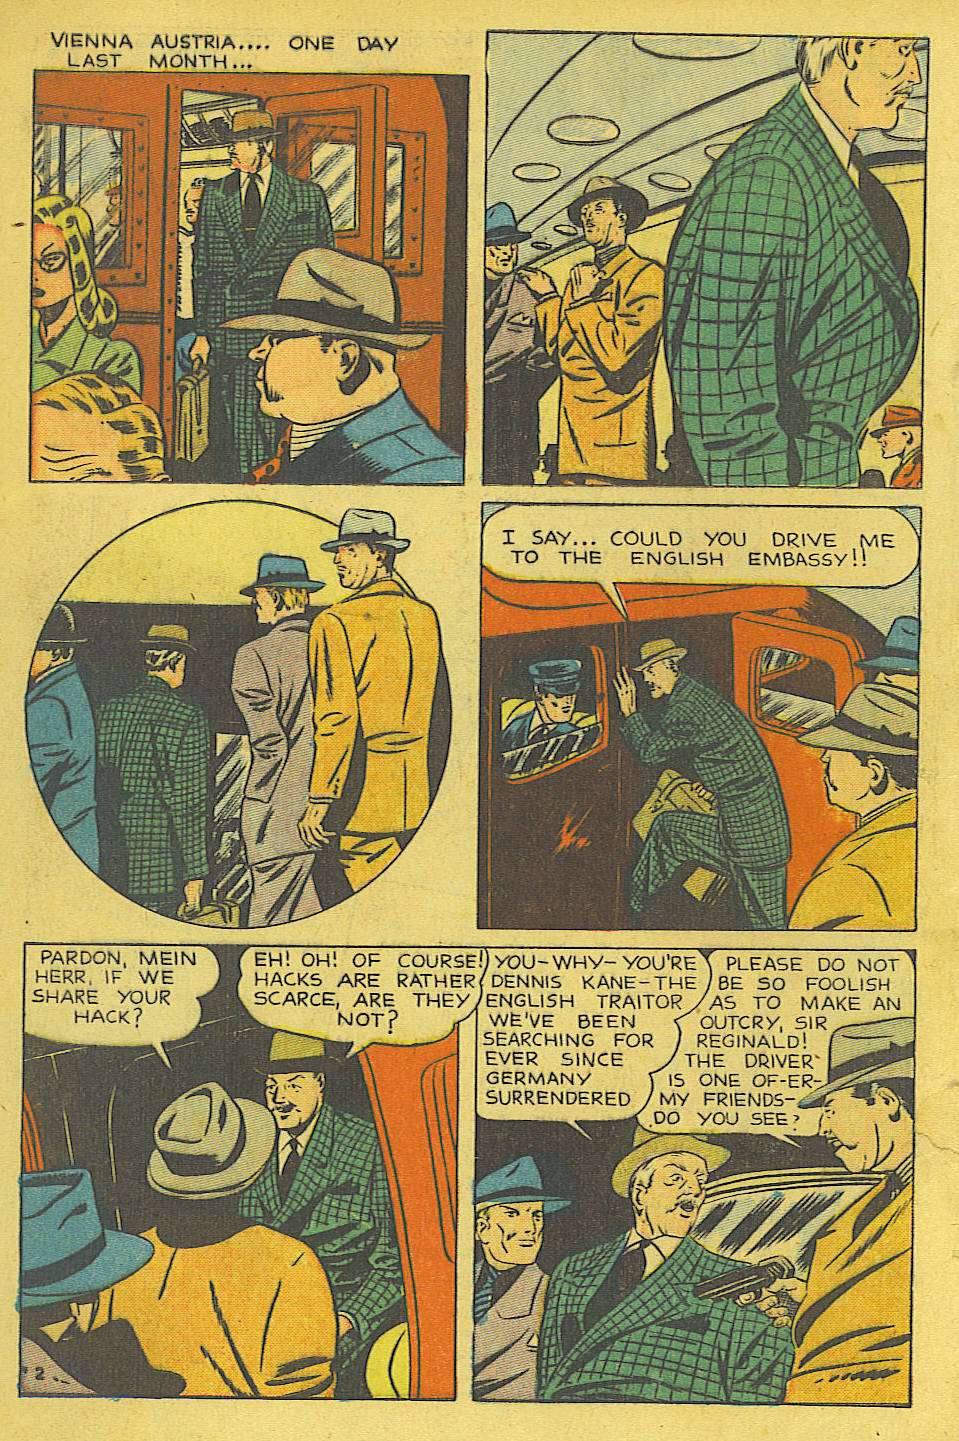 VIENNA AUSTRIA.... ONE DAY
LAST MONTH...
I SAY... COULD YOU DRIVE ME
TO THE ENGLISH EMBASSY!!
PARDON, MEIN
HERR, IF WE
SHARE YOUR
HACK?
EH! OH! OF COURSE!
HACKS ARE RATHER
SCARCE, ARE THEY
NOT?
YOU-WHY-YOU'RE
DENNIS KANE-THE
ENGLISH TRAITOR
WE'VE BEEN
SEARCHING FOR
EVER SINCE
GERMANY
SURRENDERED
PLEASE DO NOT
BE SO FOOLISH
AS TO MAKE AN
OUTCRY, SIR
REGINALD!
THE DRIVER
IS ONE OF-ER-
MY FRIENDS-
DO YOU SEE?
2